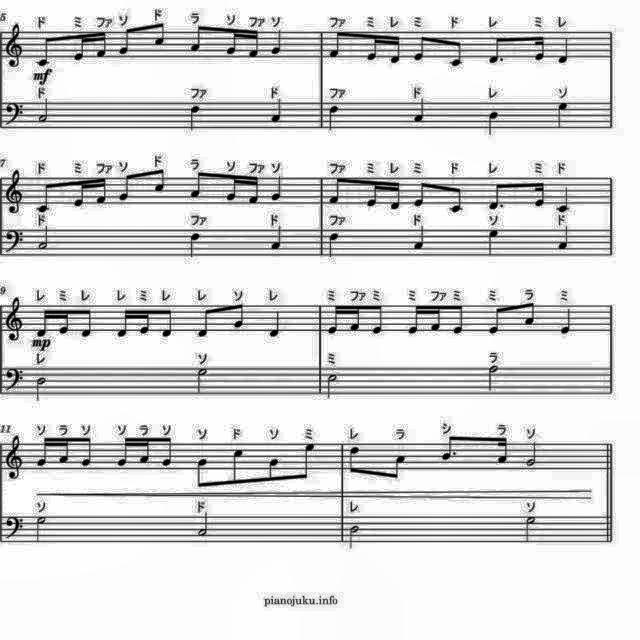 5 ド ミ ファ ソ ド ラ ソ ファ ソ ファ ミ レ ミ ド レ ミ レ
mf
ド ファ ド ファ ド レ ソ
7 ド ミ ファ ソ ド ラ ソ ファ ソ ファ ミ レ ミ ド レ ミ ド
ド ファ ド ファ ド ソ ド
9 レ ミ レ レ ミ レ レ ソ レ ミ ファ ミ ミ ファ ミ ミ ラ ミ
mp
レ ソ ミ ラ
11 ソ ラ ソ ソ ラ ソ ソ ド ソ ミ レ ラ シ ラ ソ
ソ ド レ ソ
pianojuku.info